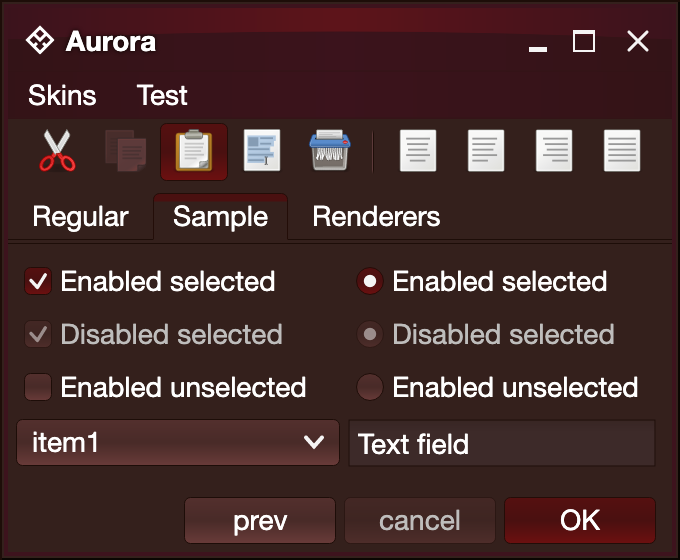 Aurora
Skins Test
Regular Sample Renderers
Enabled selected Enabled selected
Disabled selected Disabled selected
Enabled unselected Enabled unselected
item1 Text field
prev cancel OK